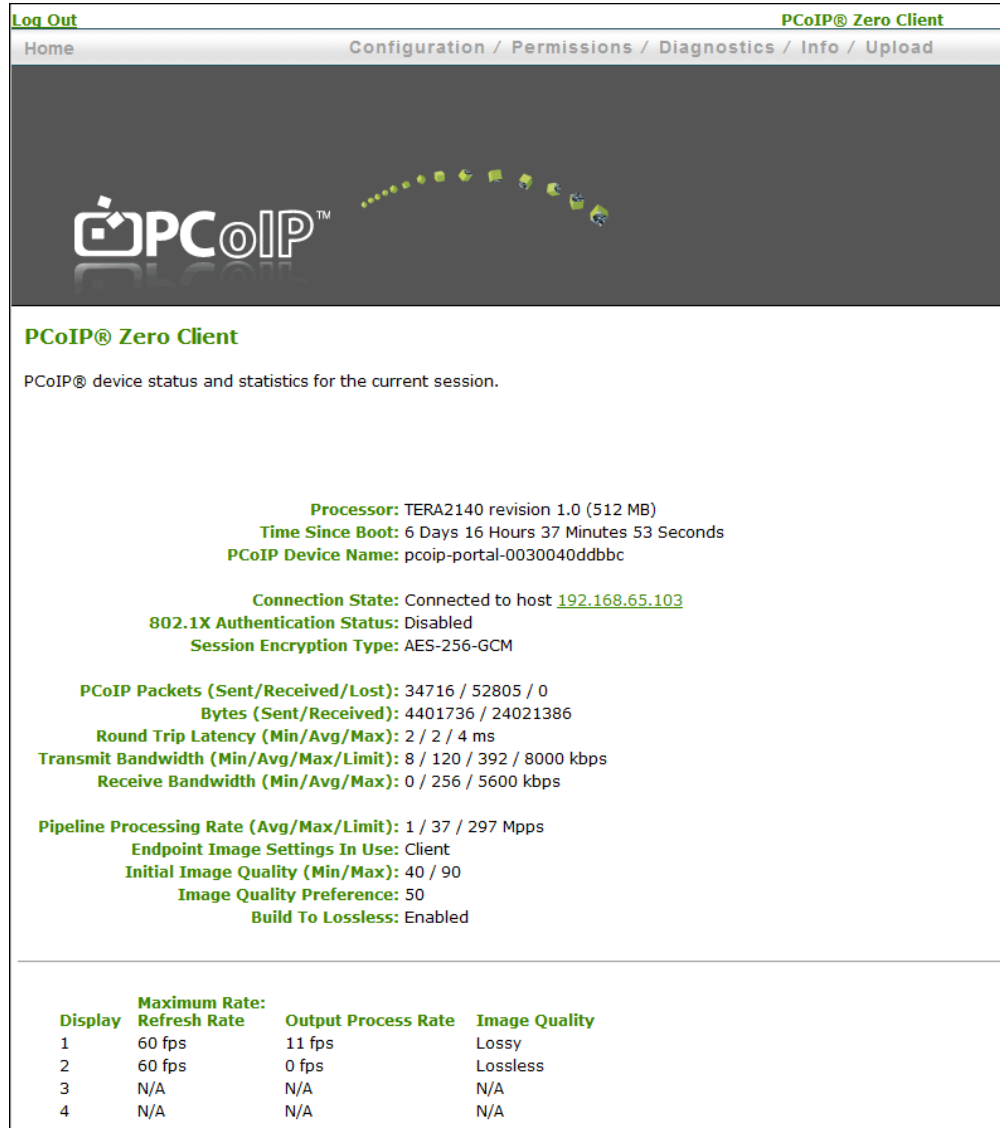 Log Out PCoIP® Zero Client
Home Configuration / Permissions / Diagnostics / Info / Upload
PCoIP™
PCoIP® Zero Client
PCoIP® device status and statistics for the current session.
Processor: TERA2140 revision 1.0 (512 MB)
Time Since Boot: 6 Days 16 Hours 37 Minutes 53 Seconds
PCoIP Device Name: pcoip-portal-0030040ddbbc
Connection State: Connected to host 192.168.65.103
802.1X Authentication Status: Disabled
Session Encryption Type: AES-256-GCM
PCoIP Packets (Sent/Received/Lost): 34716 / 52805 / 0
Bytes (Sent/Received): 4401736 / 24021386
Round Trip Latency (Min/Avg/Max): 2 / 2 / 4 ms
Transmit Bandwidth (Min/Avg/Max/Limit): 8 / 120 / 392 / 8000 kbps
Receive Bandwidth (Min/Avg/Max): 0 / 256 / 5600 kbps
Pipeline Processing Rate (Avg/Max/Limit): 1 / 37 / 297 Mpps
Endpoint Image Settings In Use: Client
Initial Image Quality (Min/Max): 40 / 90
Image Quality Preference: 50
Build To Lossless: Enabled
Maximum Rate:
Display Refresh Rate Output Process Rate Image Quality
1 60 fps 11 fps Lossy
2 60 fps 0 fps Lossless
3 N/A N/A N/A
4 N/A N/A N/A